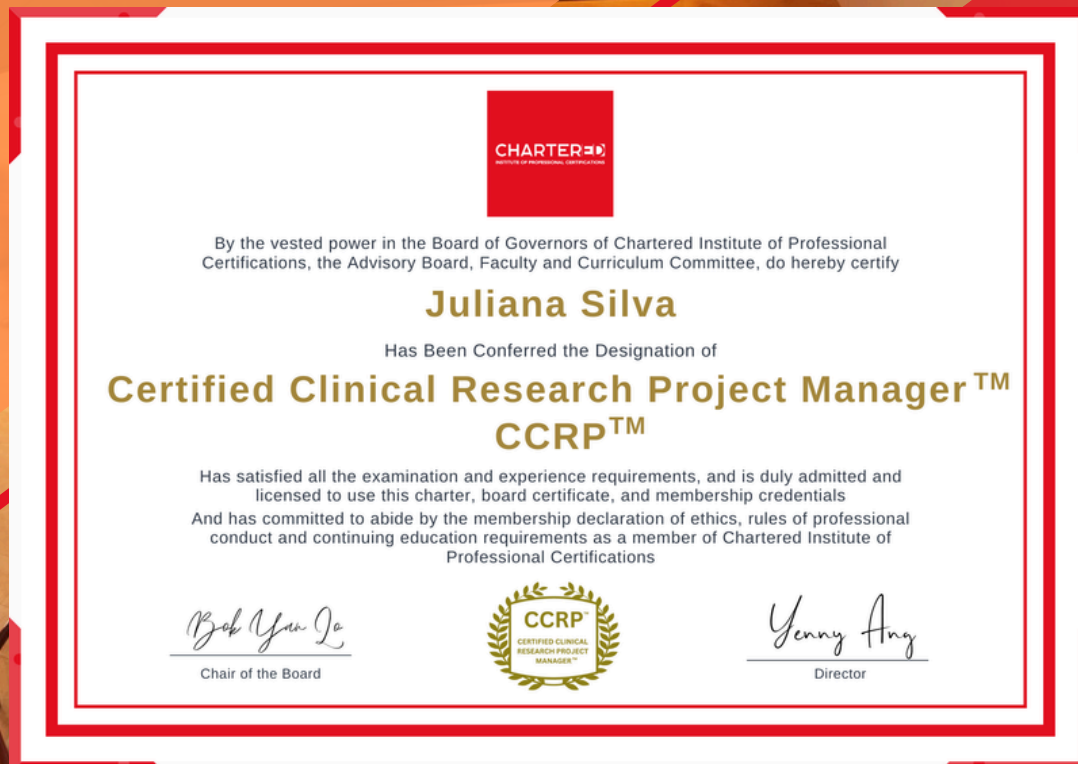 CHARTERED
INSTITUTE OF PROFESSIONAL CERTIFICATIONS
By the vested power in the Board of Governors of Chartered Institute of Professional
Certifications, the Advisory Board, Faculty and Curriculum Committee, do hereby certify
Juliana Silva
Has Been Conferred the Designation of
Certified Clinical Research Project Manager™
CCRP™
Has satisfied all the examination and experience requirements, and is duly admitted and
licensed to use this charter, board certificate, and membership credentials
And has committed to abide by the membership declaration of ethics, rules of professional
conduct and continuing education requirements as a member of Chartered Institute of
Professional Certifications
Bok Yan Lo
Chair of the Board
CCRP™
CERTIFIED CLINICAL
RESEARCH PROJECT
MANAGER™
Yenny Ang
Director